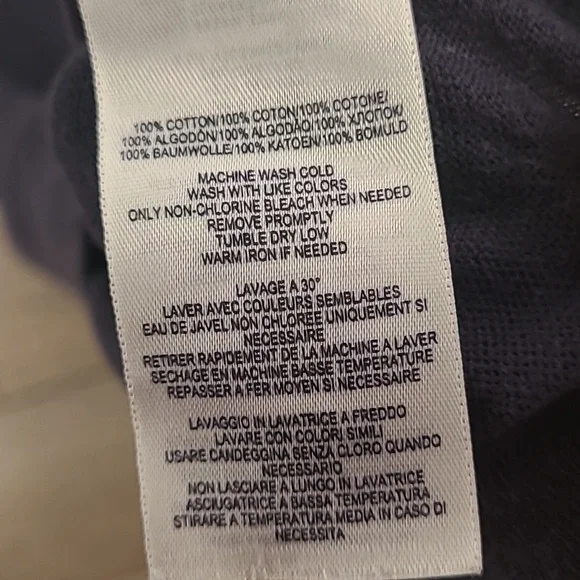 100% COTTON/100% COTON/100% COTONE/
100% ALGODÓN/100% ALGODÃO/100% ХЛОПОК/
100% BAUMWOLLE/100% KATOEN/100% BOMULD
MACHINE WASH COLD
WASH WITH LIKE COLORS
ONLY NON-CHLORINE BLEACH WHEN NEEDED
REMOVE PROMPTLY
TUMBLE DRY LOW
WARM IRON IF NEEDED
LAVAGE A 30°
LAVER AVEC COULEURS SEMBLABLES
EAU DE JAVEL NON CHLOREE UNIQUEMENT SI
NECESSAIRE
RETIRER RAPIDEMENT DE LA MACHINE A LAVER
SECHAGE EN MACHINE BASSE TEMPERATURE
REPASSER A FER MOYEN SI NECESSAIRE
LAVAGGIO IN LAVATRICE A FREDDO
LAVARE CON COLORI SIMILI
USARE CANDEGGINA SENZA CLORO QUANDO
NECESSARIO
NON LASCIARE A LUNGO IN LAVATRICE
ASCIUGATRICE A BASSA TEMPERATURA
STIRARE A TEMPERATURA MEDIA IN CASO DI
NECESSITA